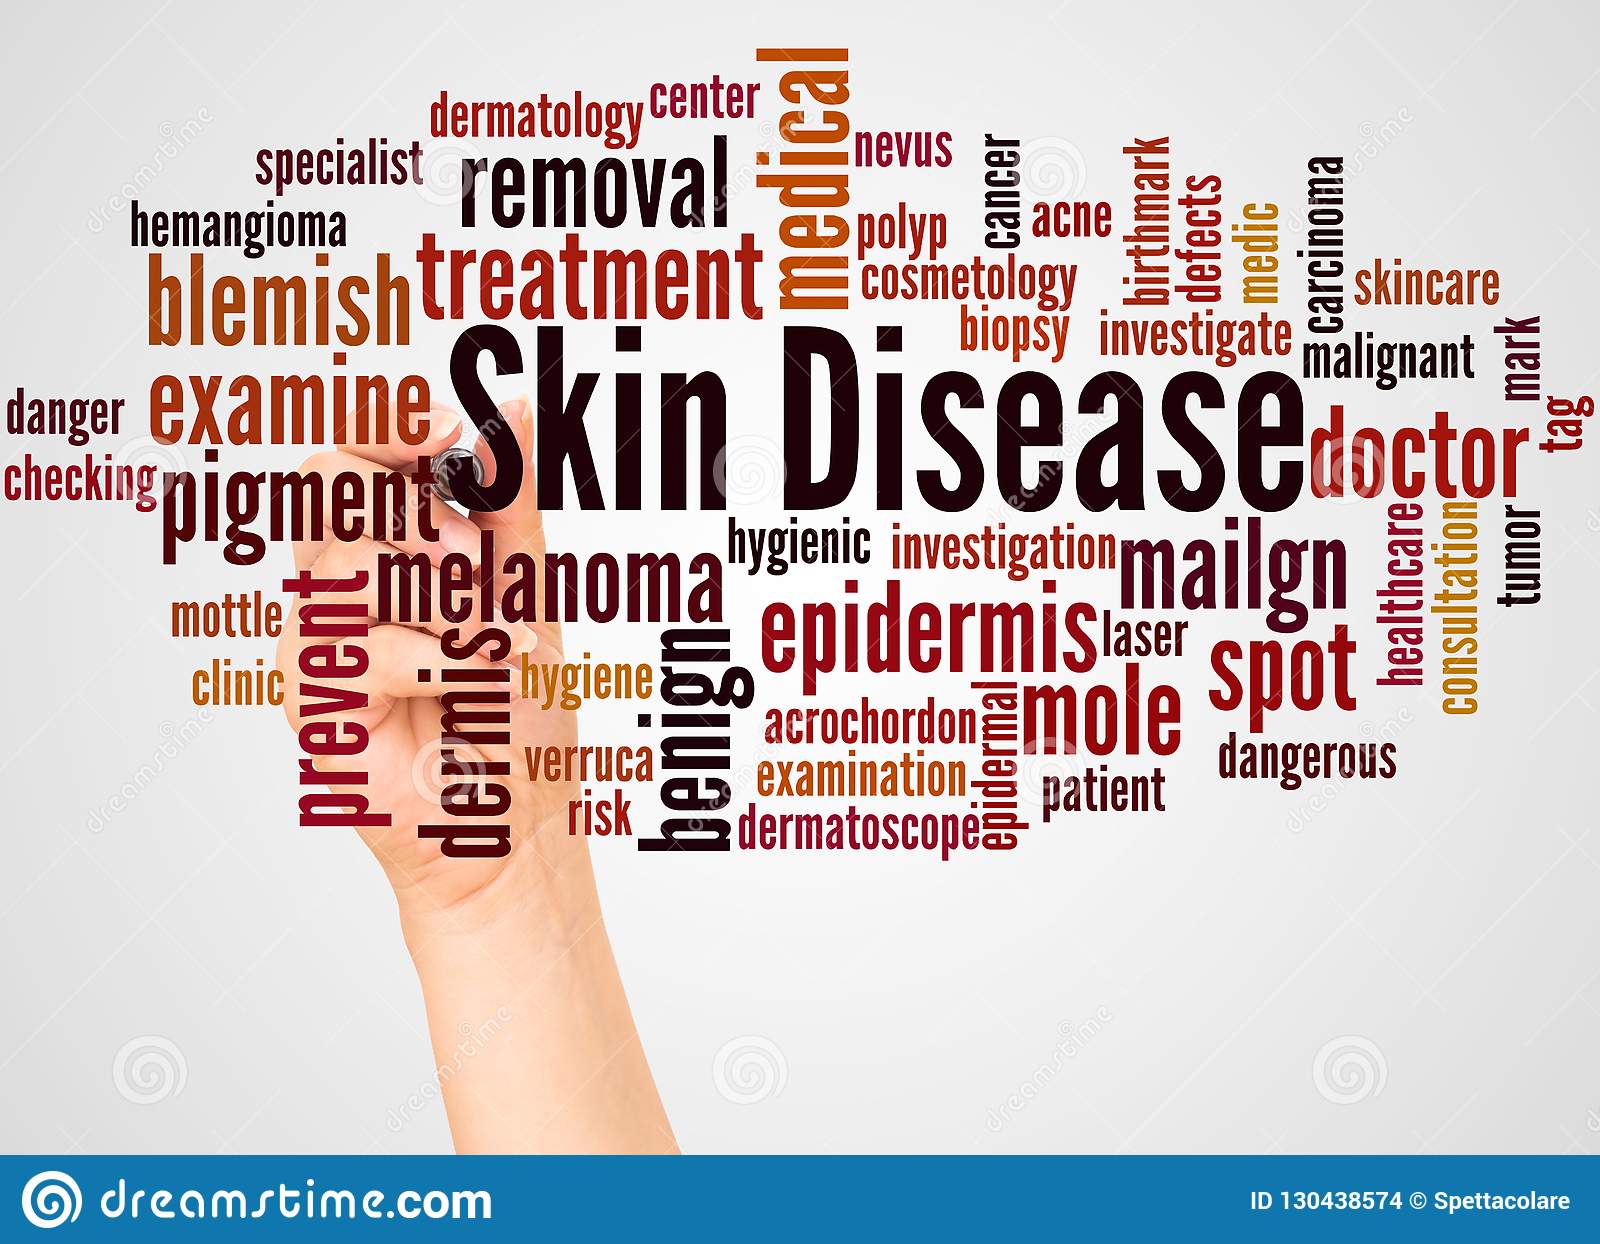 medical
center
dermatology
nevus
specialist
removal
cancer
acne
birthmark
defects
medic
carcinoma
hemangioma
polyp
blemish
treatment
cosmetology
skincare
biopsy
investigate
malignant
mark
danger
examine
Skin Disease
doctor
tag
checking
pigment
hygienic
investigation
mailgn
healthcare
consultation
tumor
melanoma
mottle
prevent
epidermis
laser
spot
clinic
dermis
hygiene
benign
acrochordon
epidermal
mole
verruca
examination
patient
dangerous
risk
dermatoscope
dreamstime.com
ID 130438574 © Spettacolare